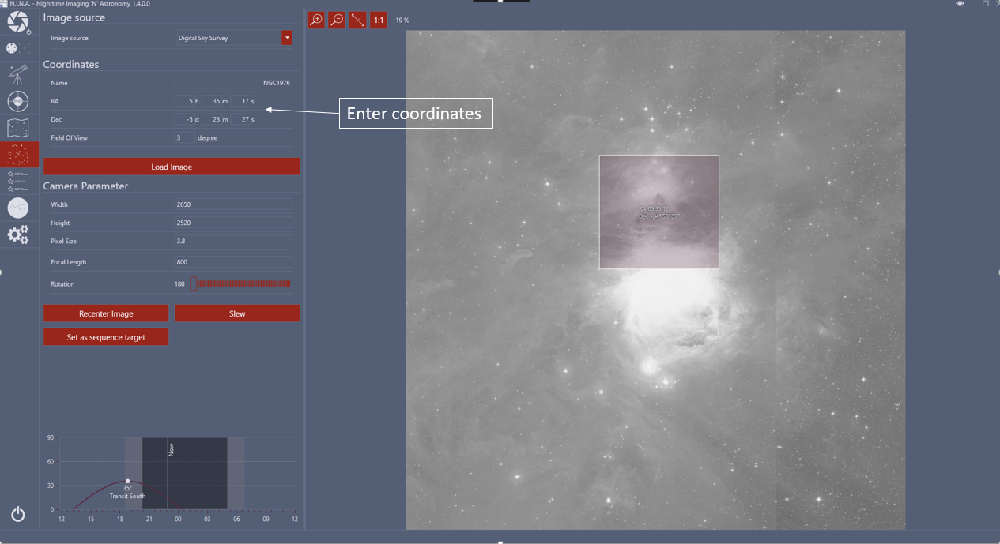 N.I.N.A. - Nighttime Imaging 'N' Astronomy 1.4.0.0
Image source
Image source Digital Sky Survey
1:1 19 %
Coordinates
Name NGC1976
RA 5 h 35 m 17 s
Dec -5 d 23 m 27 s
Field Of View 3 degree
Enter coordinates
Load Image
Camera Parameter
Width 2650
Height 2520
Pixel Size 3.8
Focal Length 800
Rotation 180
Recenter Image Slew
Set as sequence target
RA 05:35:12
Dec -04° 58' 59"
90
60
30
0
Now
35°
Transit South
12 15 18 21 00 03 06 09 12